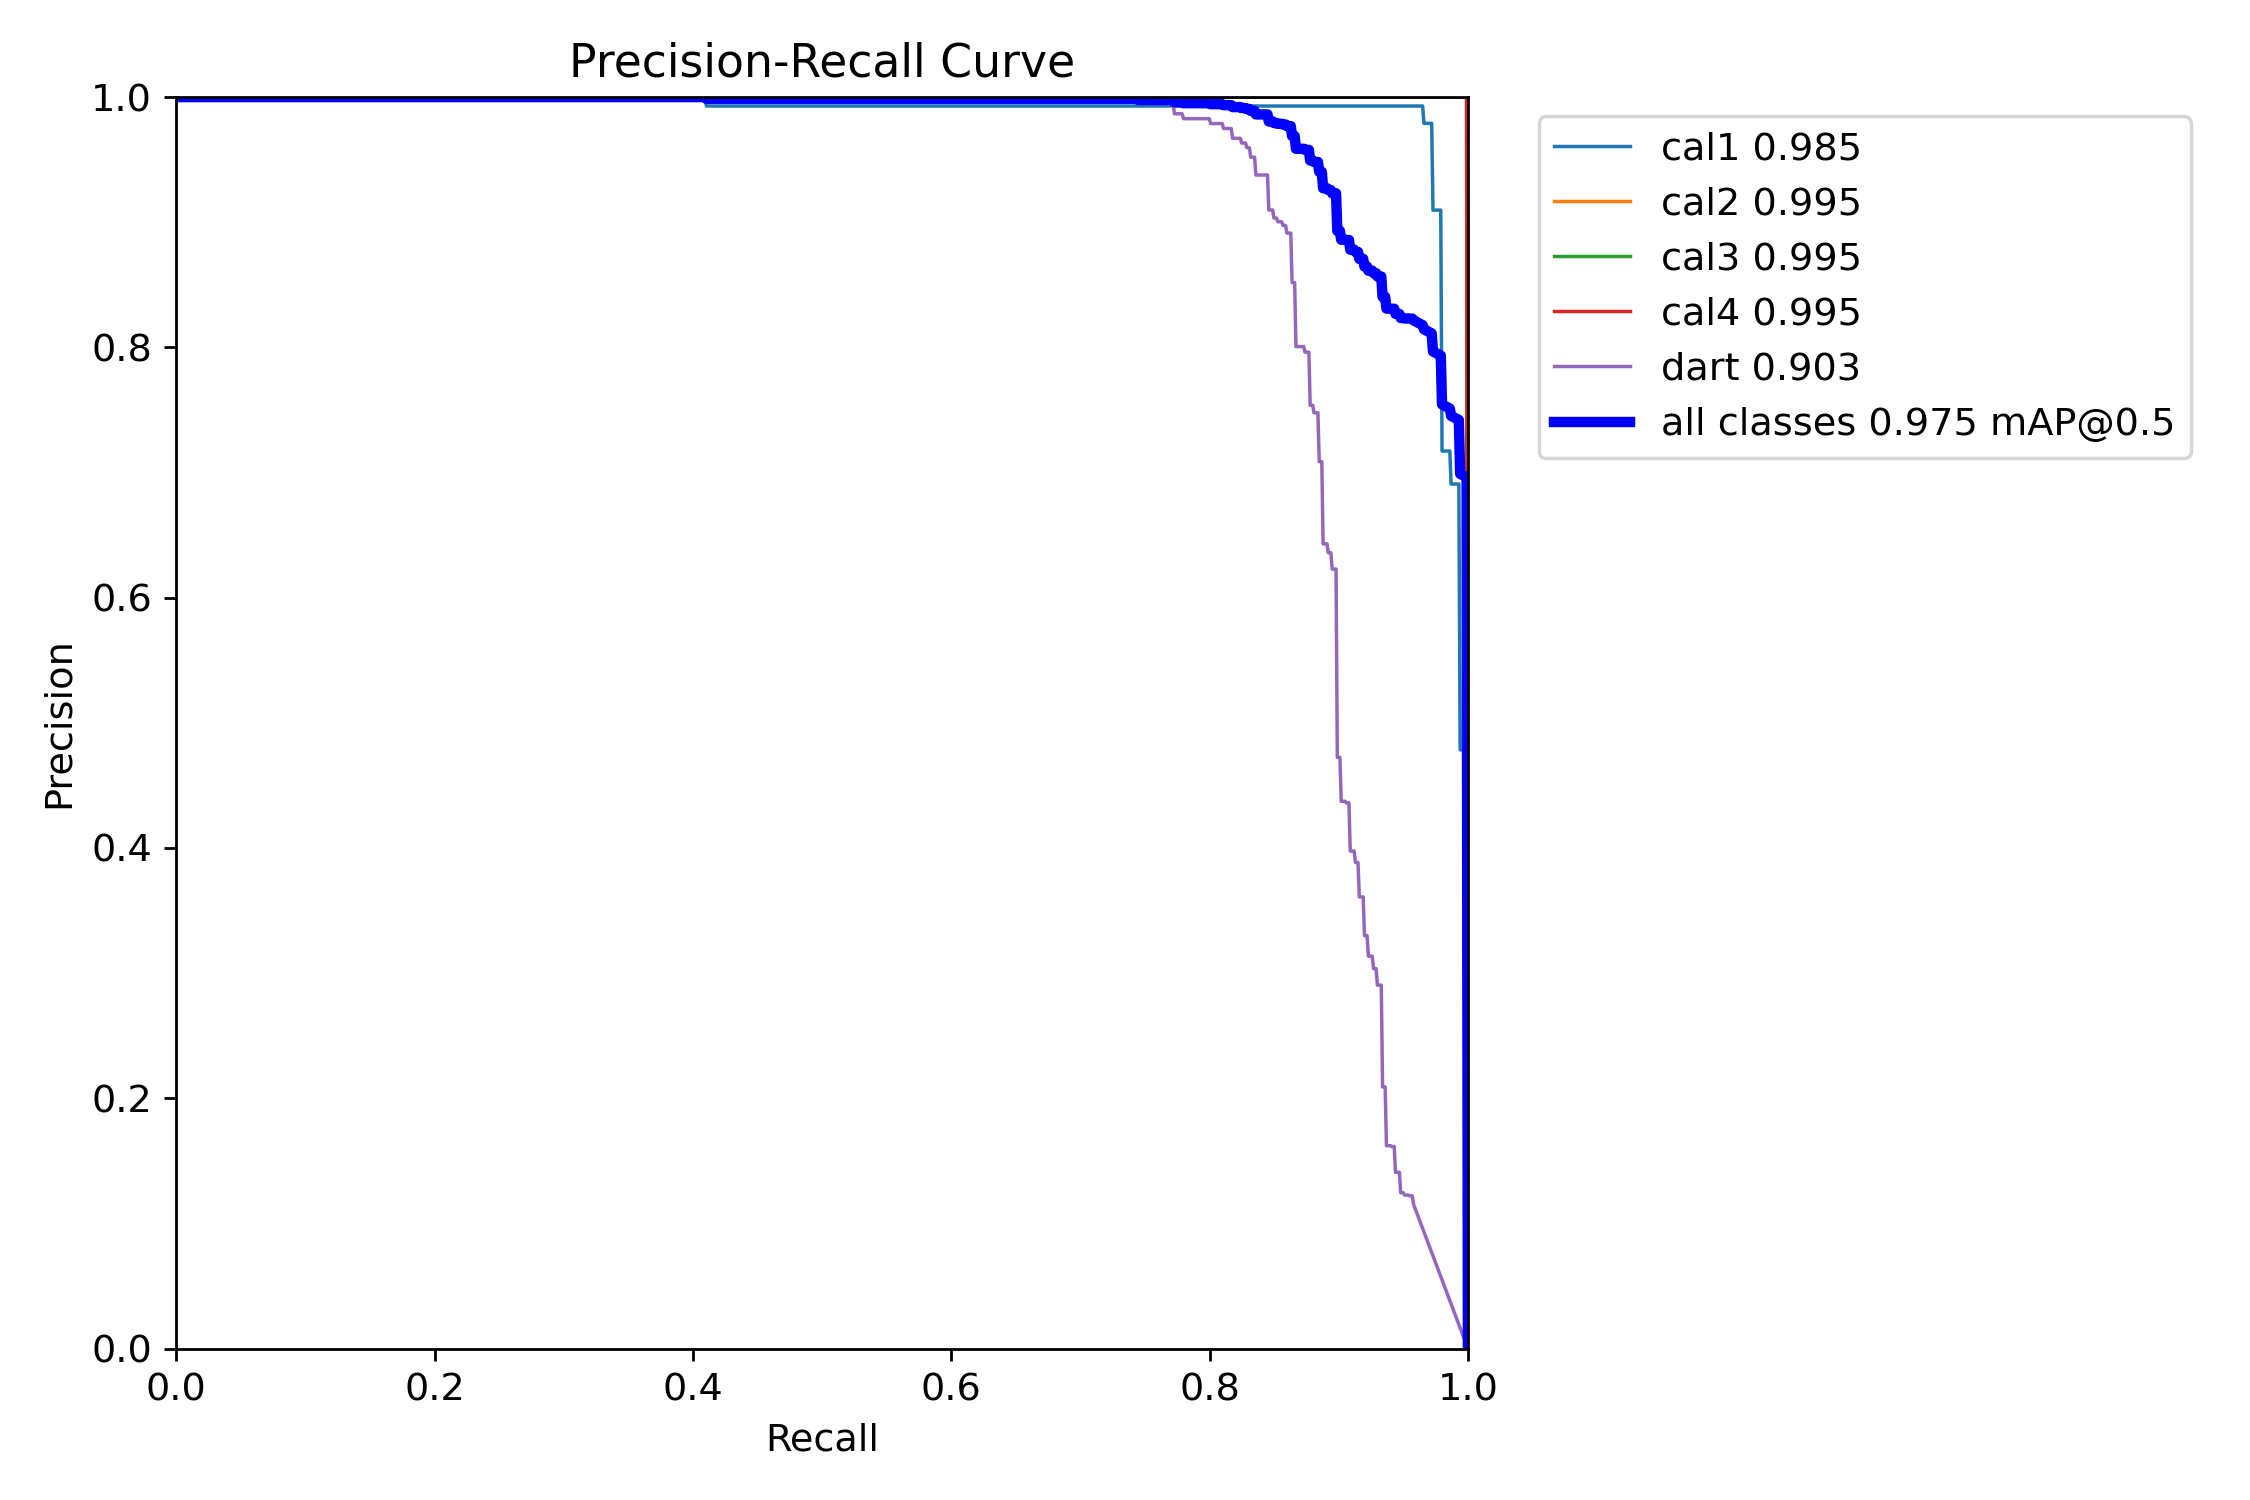 Precision-Recall Curve
1.0
0.8
0.6
0.4
0.2
0.0
Precision
0.0 0.2 0.4 0.6 0.8 1.0
Recall
cal1 0.985
cal2 0.995
cal3 0.995
cal4 0.995
dart 0.903
all classes 0.975 mAP@0.5